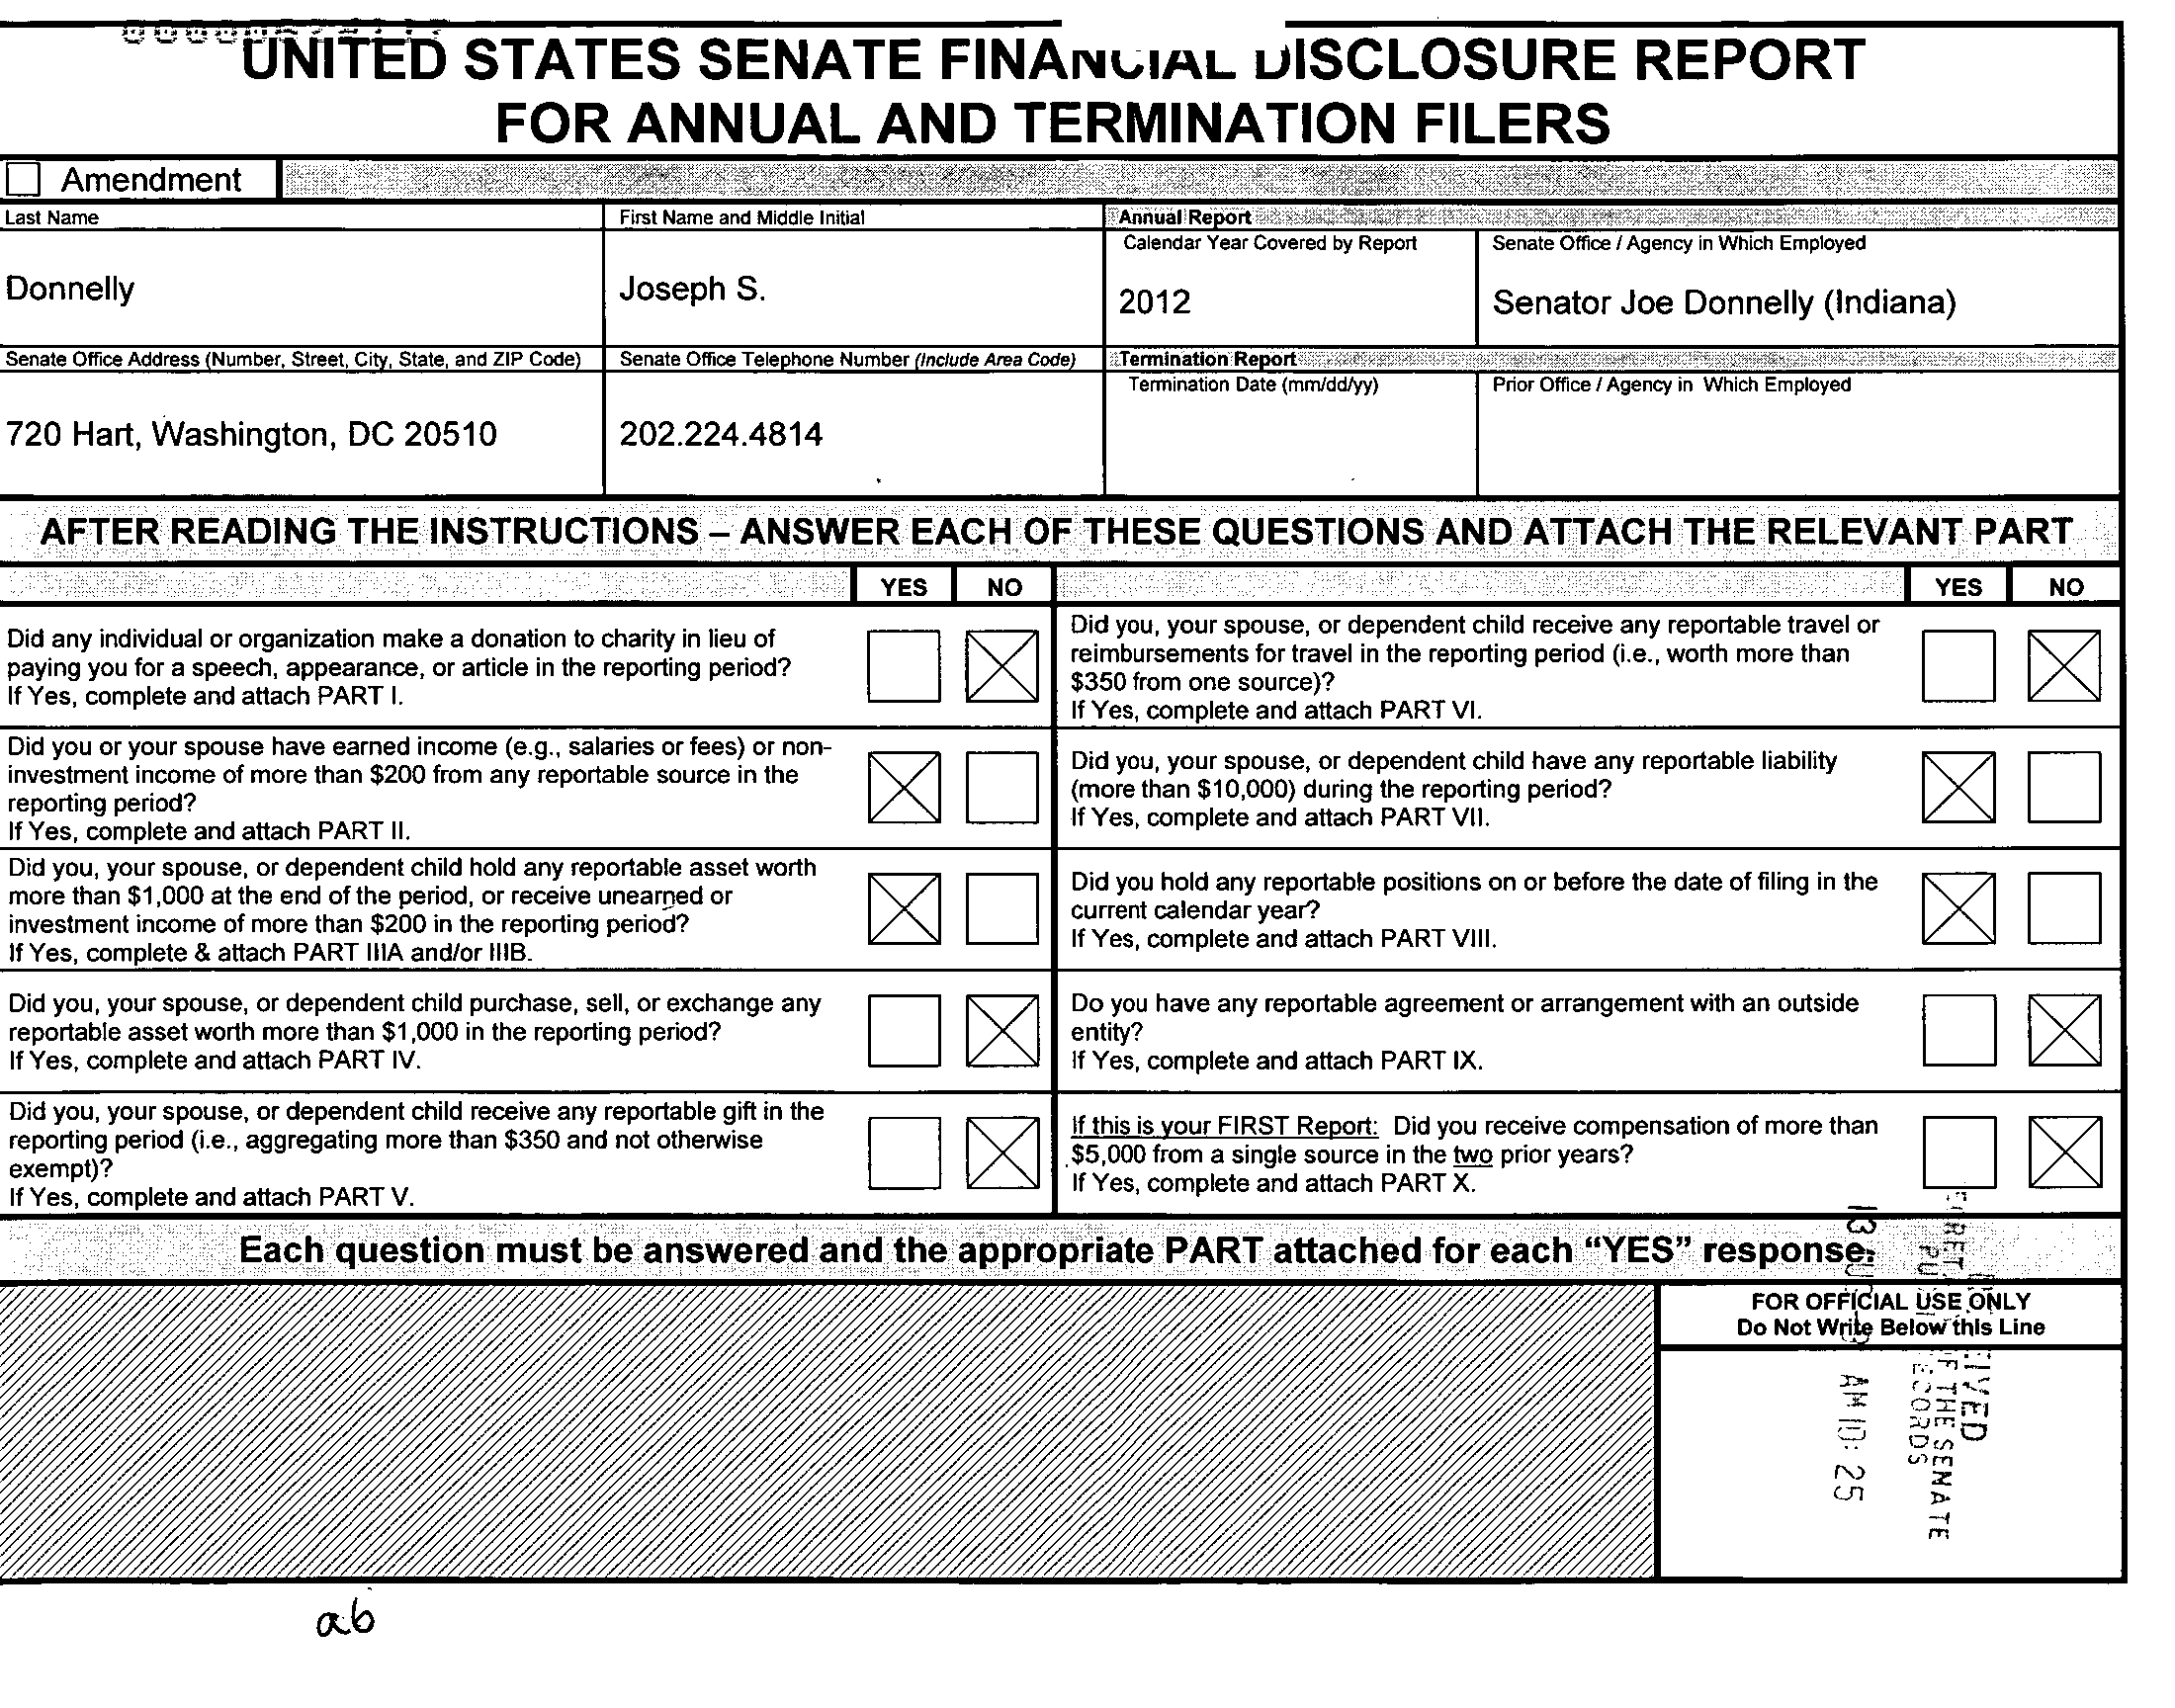 UNITED STATES SENATE FINANCIAL DISCLOSURE REPORT
FOR ANNUAL AND TERMINATION FILERS
Amendment
Last Name
First Name and Middle Initial
Annual Report
Calendar Year Covered by Report
Senate Office / Agency in Which Employed
Donnelly
Joseph S.
2012
Senator Joe Donnelly (Indiana)
Senate Office Address (Number, Street, City, State, and ZIP Code)
Senate Office Telephone Number (Include Area Code)
Termination Report
Termination Date (mm/dd/yy)
Prior Office / Agency in Which Employed
720 Hart, Washington, DC 20510
202.224.4814
AFTER READING THE INSTRUCTIONS – ANSWER EACH OF THESE QUESTIONS AND ATTACH THE RELEVANT PART
YES NO
YES NO
Did any individual or organization make a donation to charity in lieu of
paying you for a speech, appearance, or article in the reporting period?
If Yes, complete and attach PART I.
Did you, your spouse, or dependent child receive any reportable travel or
reimbursements for travel in the reporting period (i.e., worth more than
$350 from one source)?
If Yes, complete and attach PART VI.
Did you or your spouse have earned income (e.g., salaries or fees) or non-
investment income of more than $200 from any reportable source in the
reporting period?
If Yes, complete and attach PART II.
Did you, your spouse, or dependent child have any reportable liability
(more than $10,000) during the reporting period?
If Yes, complete and attach PART VII.
Did you, your spouse, or dependent child hold any reportable asset worth
more than $1,000 at the end of the period, or receive unearned or
investment income of more than $200 in the reporting period?
If Yes, complete & attach PART IIIA and/or IIIB.
Did you hold any reportable positions on or before the date of filing in the
current calendar year?
If Yes, complete and attach PART VIII.
Did you, your spouse, or dependent child purchase, sell, or exchange any
reportable asset worth more than $1,000 in the reporting period?
If Yes, complete and attach PART IV.
Do you have any reportable agreement or arrangement with an outside
entity?
If Yes, complete and attach PART IX.
Did you, your spouse, or dependent child receive any reportable gift in the
reporting period (i.e., aggregating more than $350 and not otherwise
exempt)?
If Yes, complete and attach PART V.
If this is your FIRST Report: Did you receive compensation of more than
$5,000 from a single source in the two prior years?
If Yes, complete and attach PART X.
Each question must be answered and the appropriate PART attached for each “YES” response.
FOR OFFICIAL USE ONLY
Do Not Write Below this Line
THE SENATE
AM 10: 25
ab